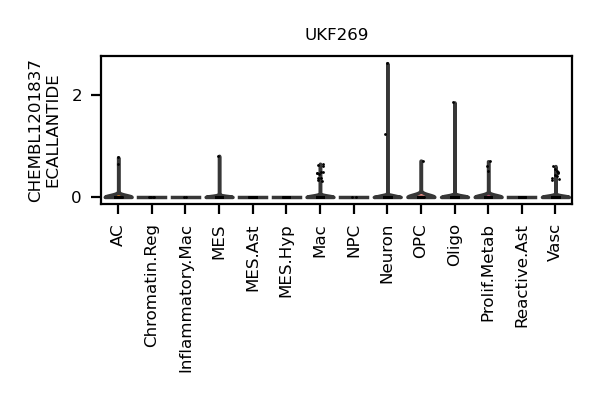 UKF269
CHEMBL1201837
ECALLANTIDE
2
0
AC
Chromatin.Reg
Inflammatory.Mac
MES
MES.Ast
MES.Hyp
Mac
NPC
Neuron
OPC
Oligo
Prolif.Metab
Reactive.Ast
Vasc